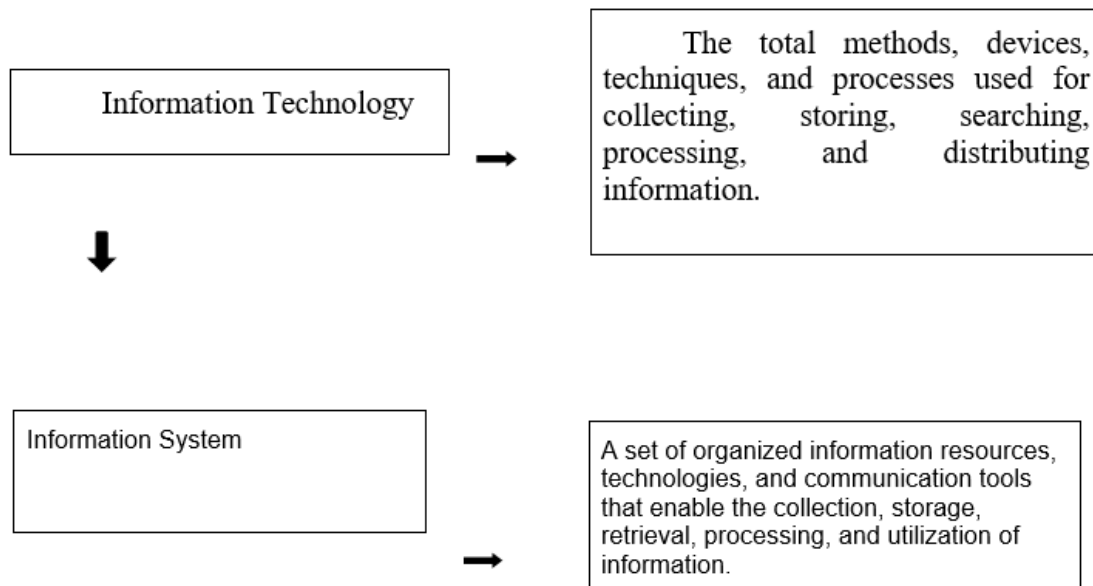 Information Technology
The total methods, devices,
techniques, and processes used for
collecting, storing, searching,
processing, and distributing
information.
Information System
A set of organized information resources,
technologies, and communication tools
that enable the collection, storage,
retrieval, processing, and utilization of
information.